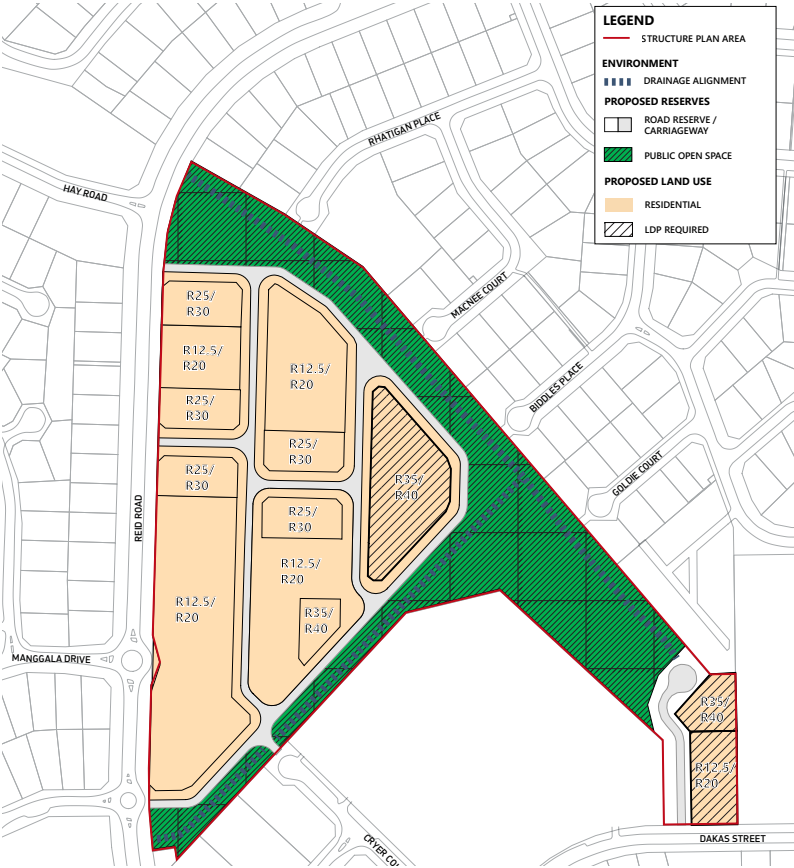 LEGEND
STRUCTURE PLAN AREA
ENVIRONMENT
DRAINAGE ALIGNMENT
PROPOSED RESERVES
ROAD RESERVE /
CARRIAGEWAY
PUBLIC OPEN SPACE
PROPOSED LAND USE
RESIDENTIAL
LDP REQUIRED
RHATIGAN PLACE
HAY ROAD
MACNEE COURT
BIDDLES PLACE
GOLDIE COURT
REID ROAD
MANGGALA DRIVE
DAKAS STREET
R25/
R30
R12.5/
R20
R25/
R30
R12.5/
R20
R25/
R30
R35/
R40
R25/
R30
R12.5/
R20
R25/
R30
R12.5/
R20
R35/
R40
R35/
R40
R12.5/
R20
CRYER